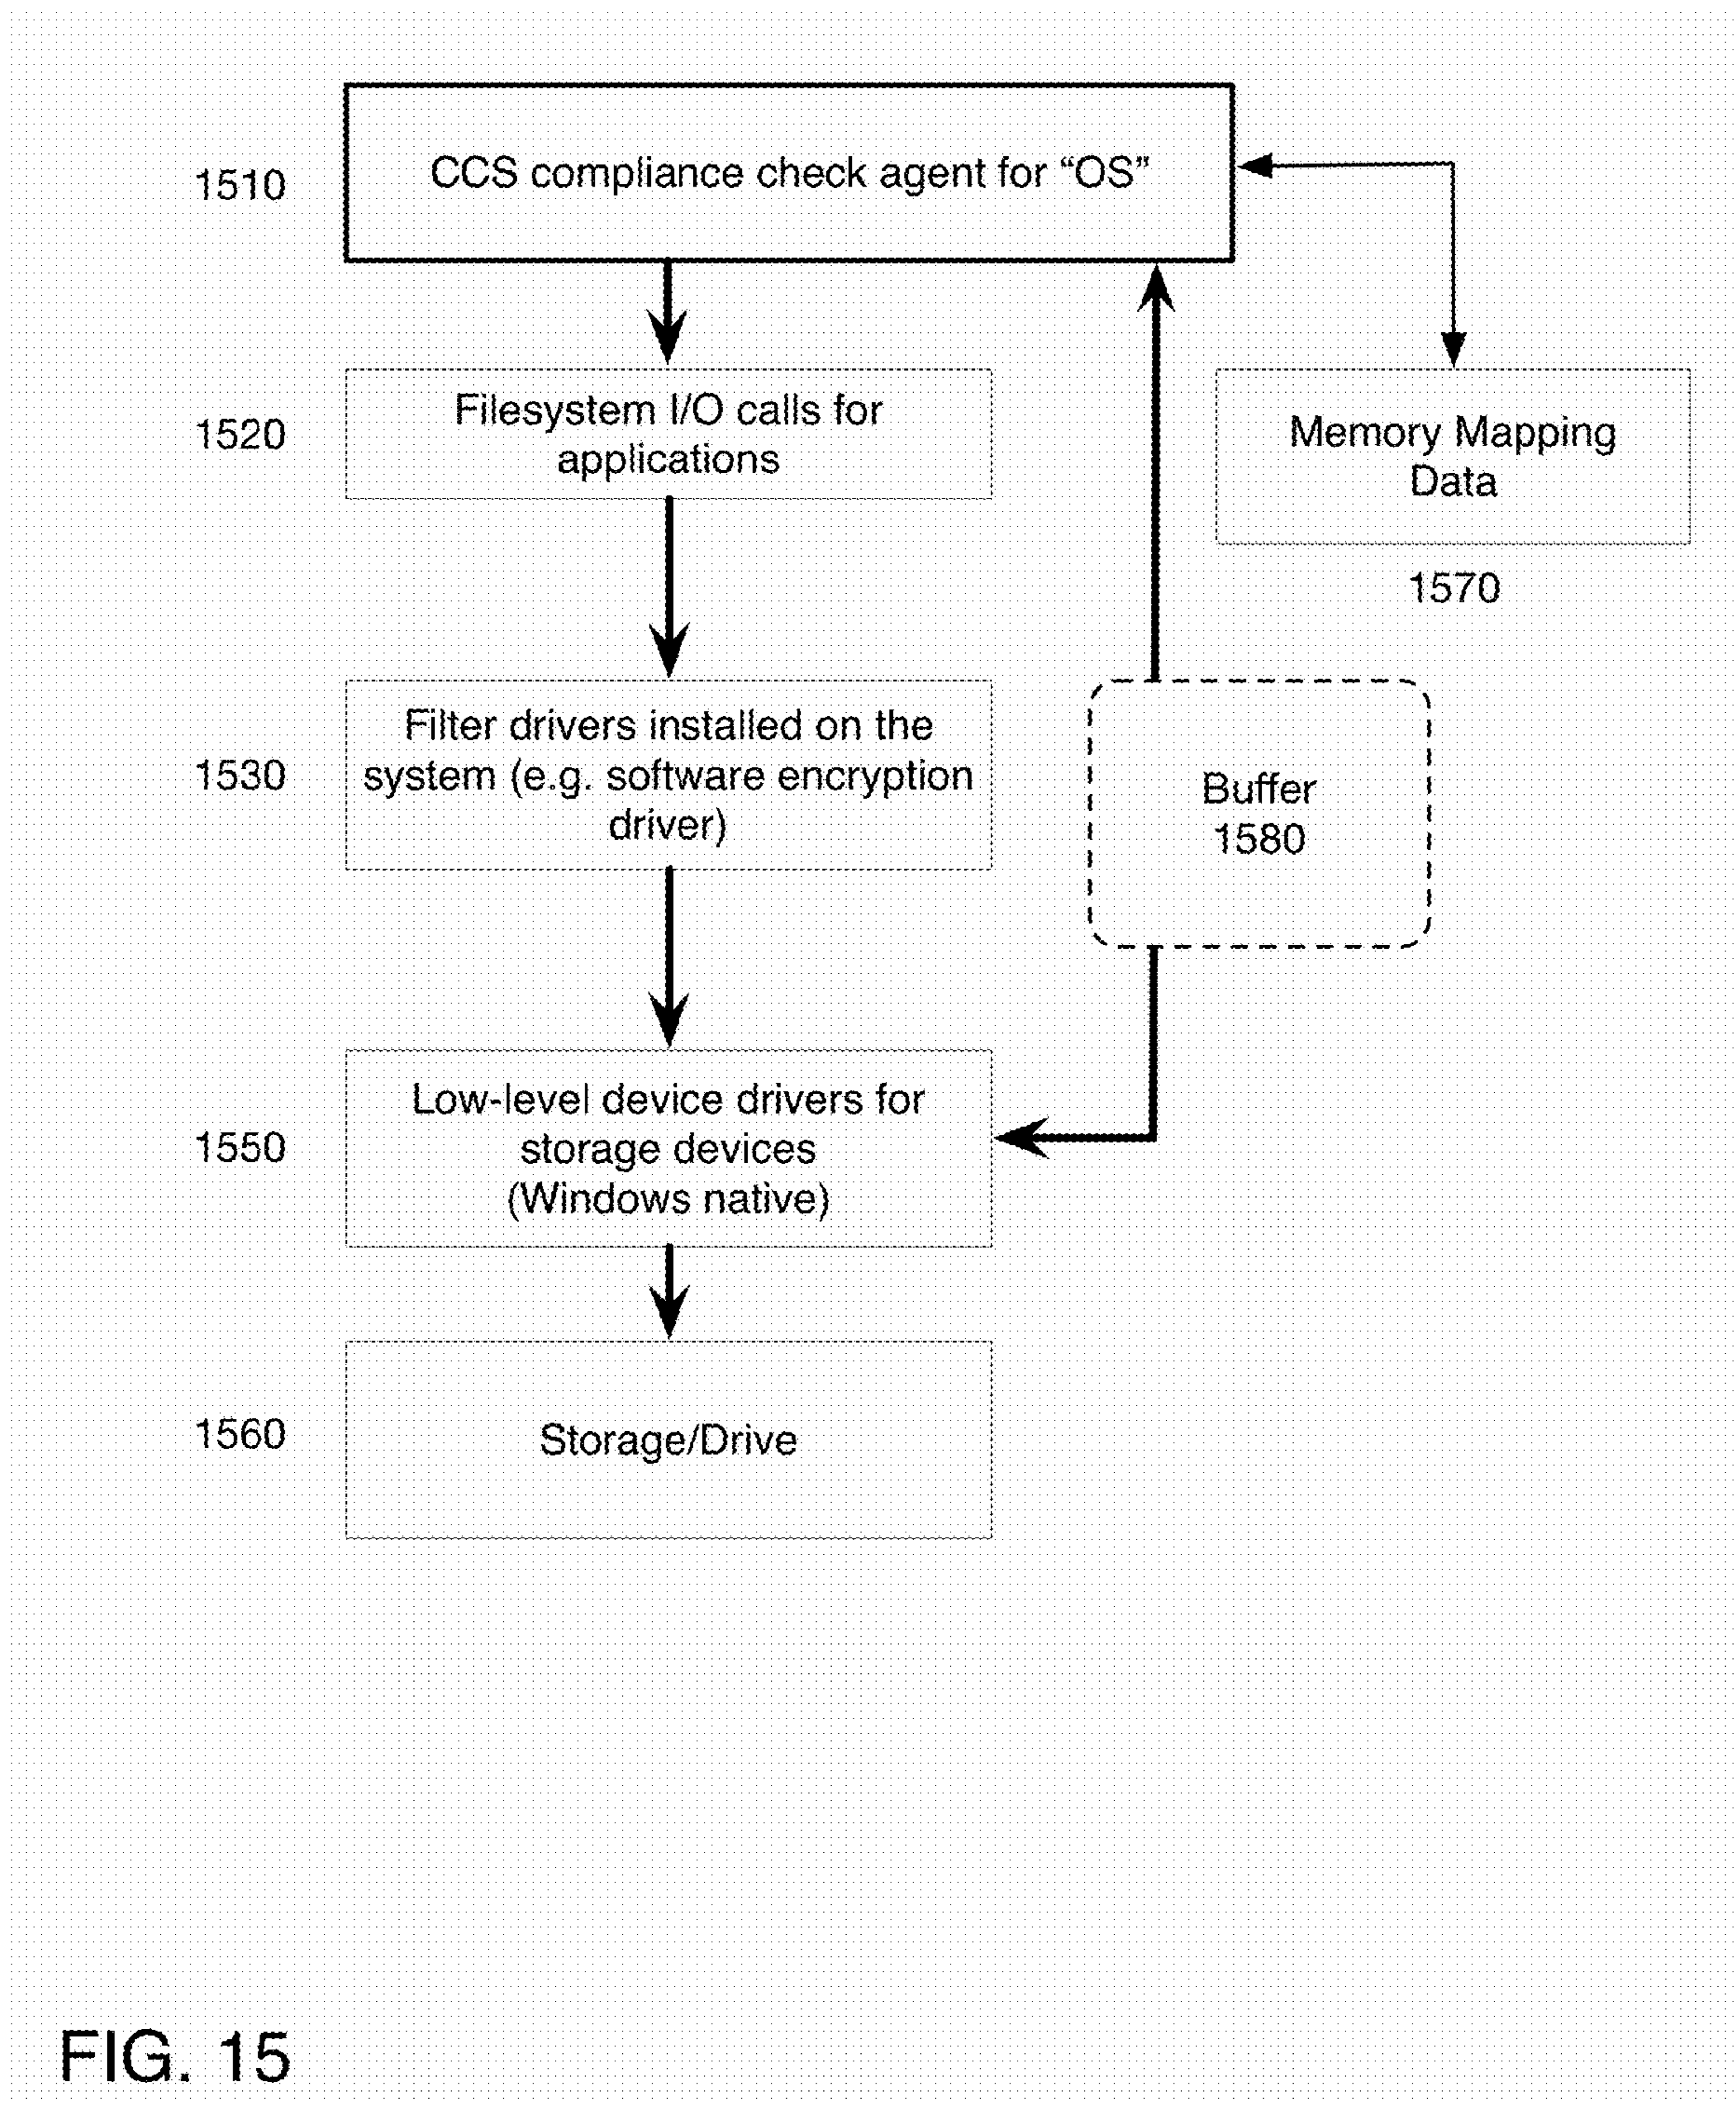 1510
CCS compliance check agent for “OS”
1520
Filesystem I/O calls for
applications
Memory Mapping
Data
1570
1530
Filter drivers installed on the
system (e.g. software encryption
driver)
Buffer
1580
1550
Low-level device drivers for
storage devices
(Windows native)
1560
Storage/Drive
FIG. 15